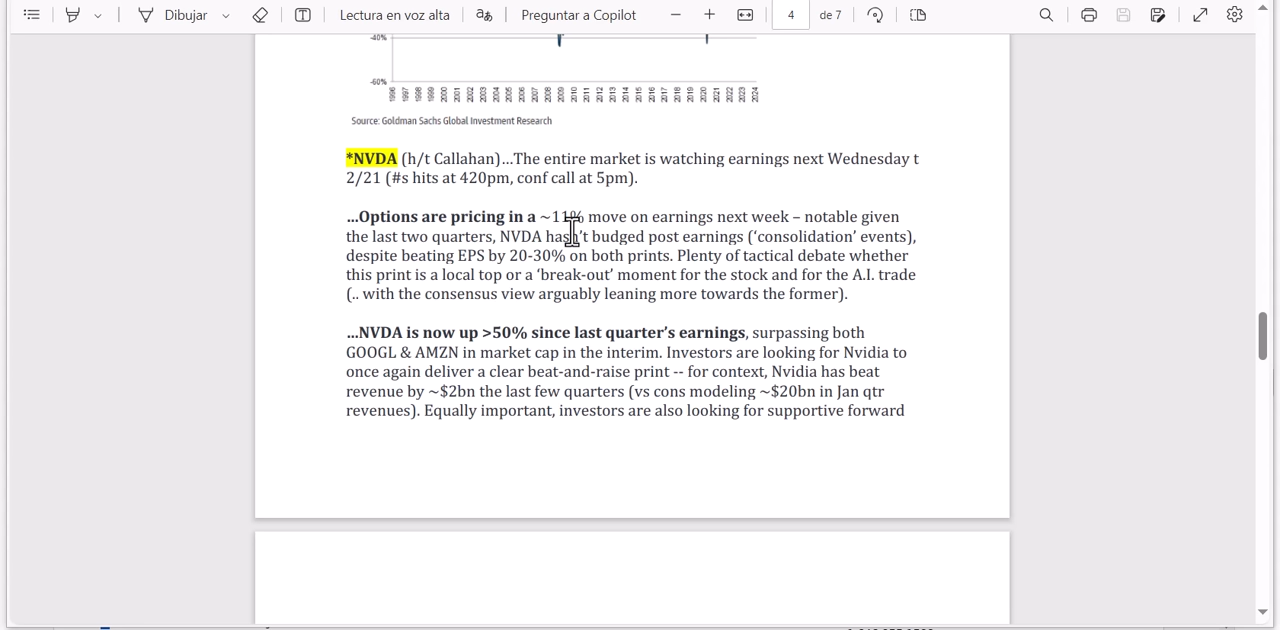 Dibujar
Lectura en voz alta
aあ
Preguntar a Copilot
4
de 7
-40%
-60%
1996 1997 1998 1999 2000 2001 2002 2003 2004 2005 2006 2007 2008 2009 2010 2011 2012 2013 2014 2015 2016 2017 2018 2019 2020 2021 2022 2023 2024
Source: Goldman Sachs Global Investment Research
*NVDA (h/t Callahan)…The entire market is watching earnings next Wednesday t
2/21 (#s hits at 420pm, conf call at 5pm).
…Options are pricing in a ~11% move on earnings next week – notable given
the last two quarters, NVDA hasn't budged post earnings ('consolidation' events),
despite beating EPS by 20-30% on both prints. Plenty of tactical debate whether
this print is a local top or a 'break-out' moment for the stock and for the A.I. trade
(.. with the consensus view arguably leaning more towards the former).
…NVDA is now up >50% since last quarter's earnings, surpassing both
GOOGL & AMZN in market cap in the interim. Investors are looking for Nvidia to
once again deliver a clear beat-and-raise print -- for context, Nvidia has beat
revenue by ~$2bn the last few quarters (vs cons modeling ~$20bn in Jan qtr
revenues). Equally important, investors are also looking for supportive forward